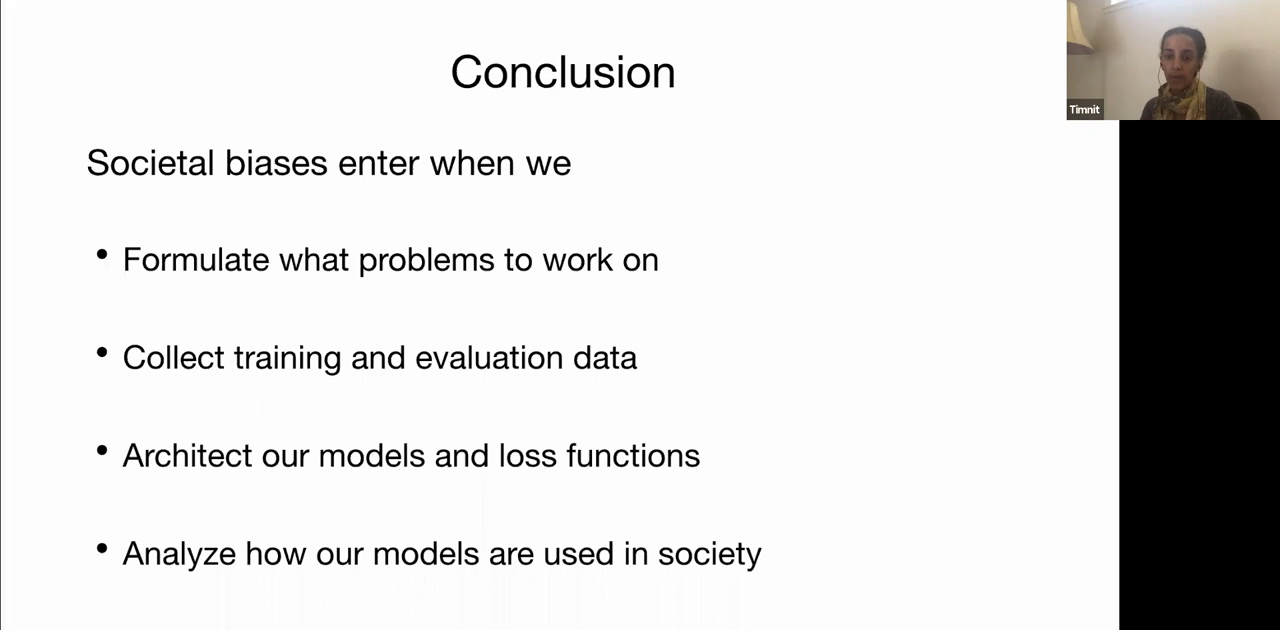 Conclusion
Timnit
Societal biases enter when we
• Formulate what problems to work on
• Collect training and evaluation data
• Architect our models and loss functions
• Analyze how our models are used in society